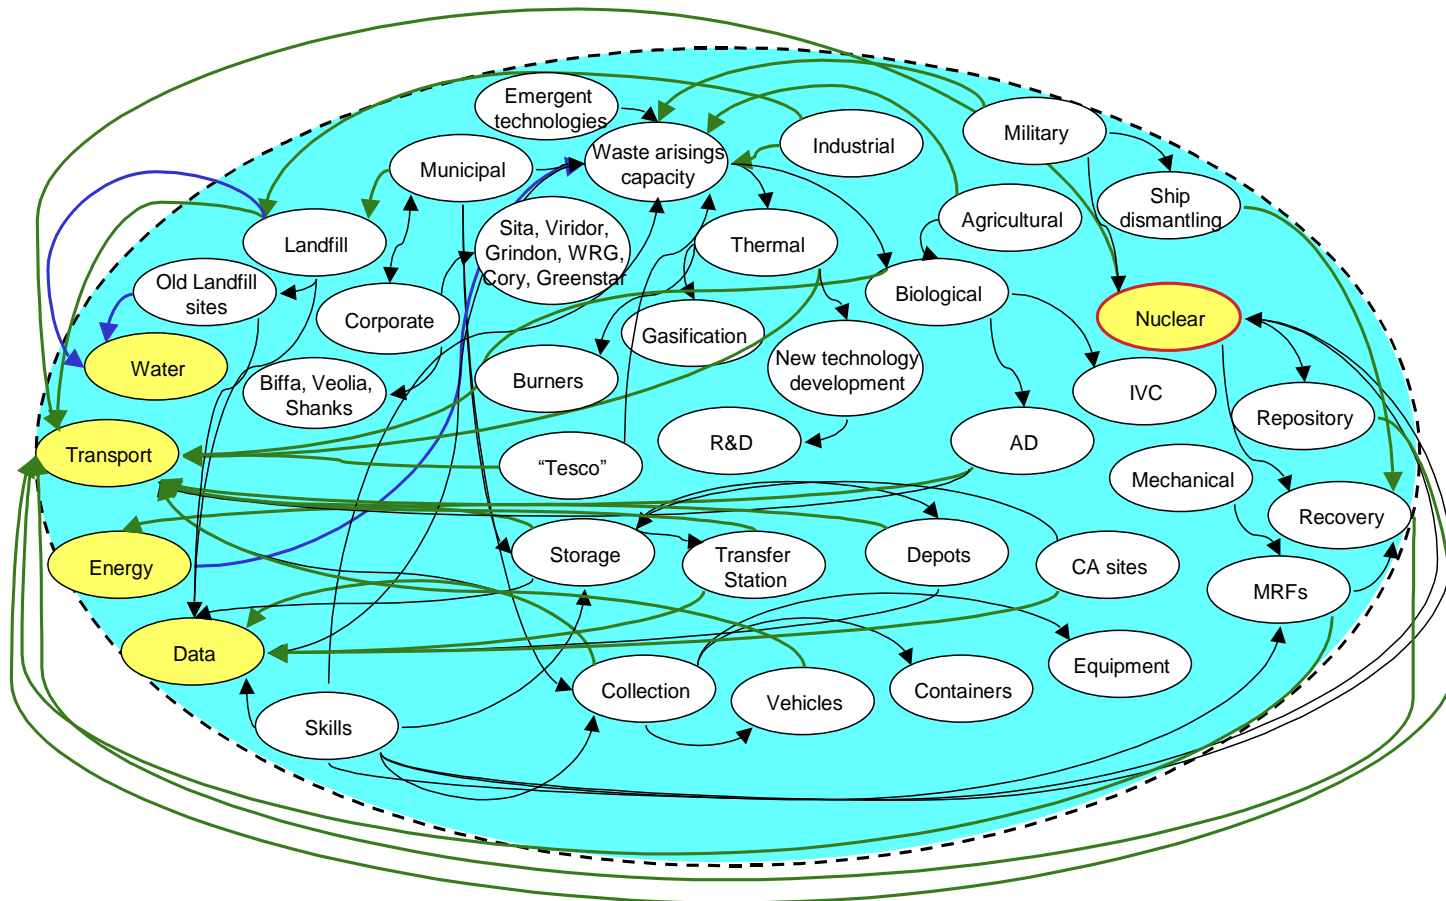 Emergent
technologies
Waste arisings
capacity
Industrial
Military
Municipal
Ship
dismantling
Agricultural
Sita, Viridor,
Grindon, WRG,
Cory, Greenstar
Landfill
Thermal
Old Landfill
sites
Biological
Corporate
Gasification
Nuclear
Water
New technology
development
Biffa, Veolia,
Shanks
Burners
IVC
Repository
Transport
"Tesco"
R&D
AD
Mechanical
Recovery
Energy
Storage
Transfer
Station
Depots
CA sites
MRFs
Data
Equipment
Collection
Vehicles
Containers
Skills